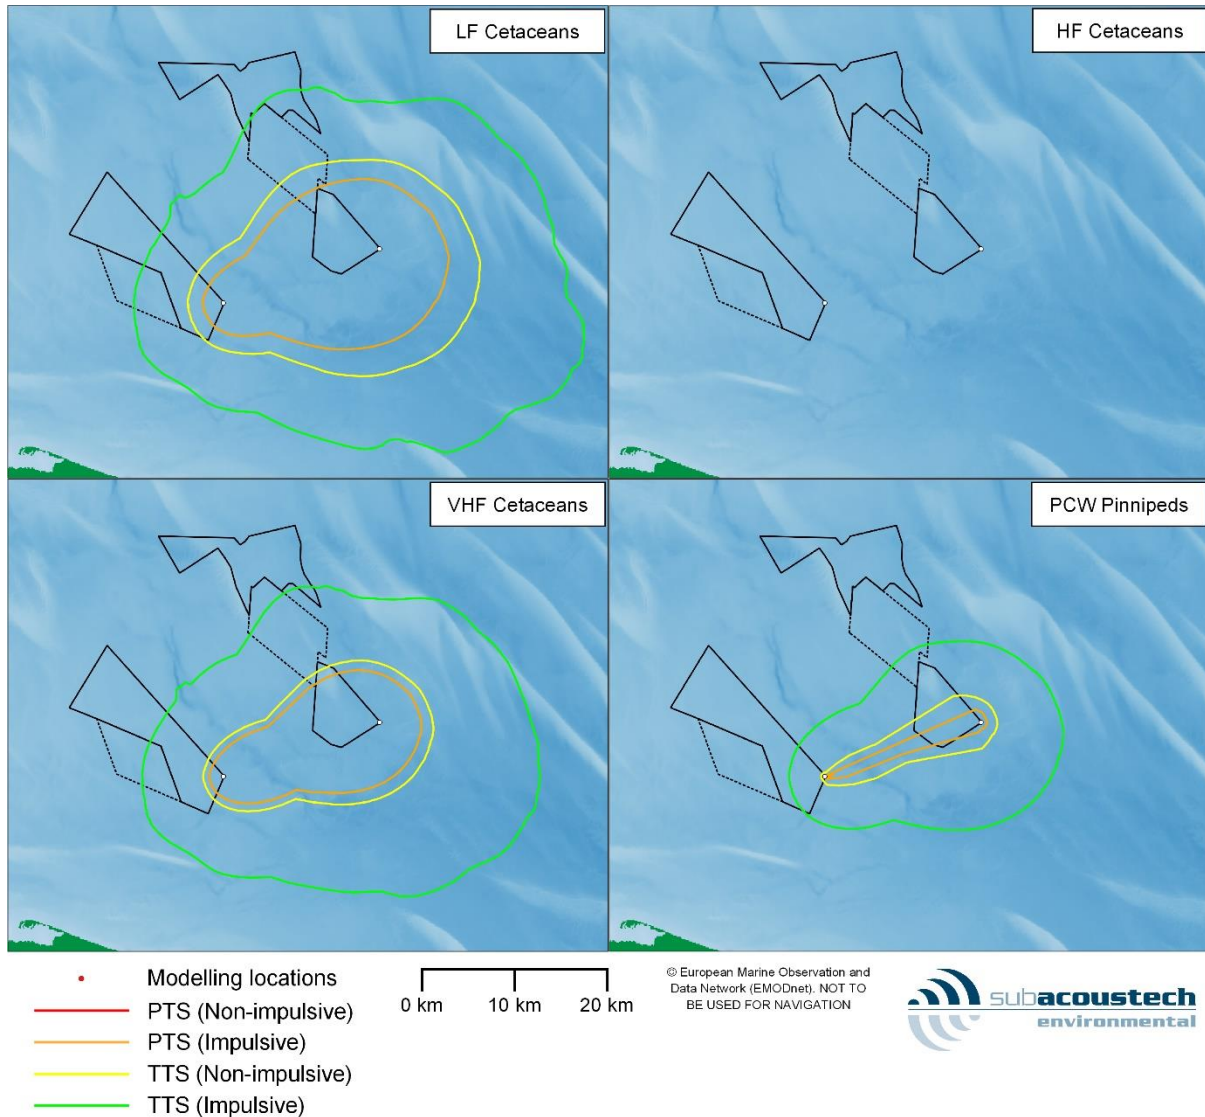 LF Cetaceans
HF Cetaceans
VHF Cetaceans
PCW Pinnipeds
Modelling locations
PTS (Non-impulsive)
PTS (Impulsive)
TTS (Non-impulsive)
TTS (Impulsive)
0 km 10 km 20 km
© European Marine Observation and
Data Network (EMODnet). NOT TO
BE USED FOR NAVIGATION
subacoustech
environmental